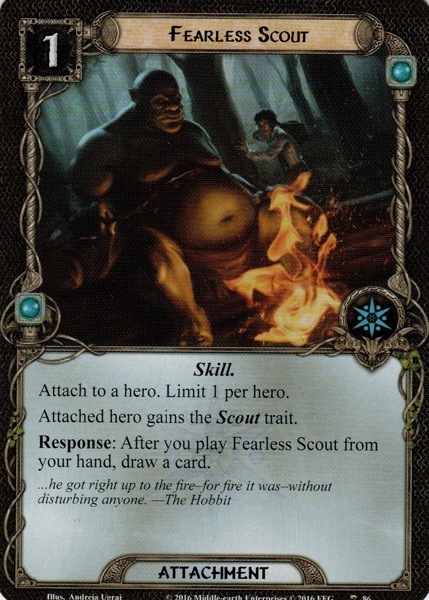 FEARLESS SCOUT
1
Skill.
Attach to a hero. Limit 1 per hero.
Attached hero gains the Scout trait.
Response: After you play Fearless Scout from
your hand, draw a card.
...he got right up to the fire–for fire it was–without
disturbing anyone. —The Hobbit
ATTACHMENT
Illus. Andreia Ugrai © 2016 Middle-earth Enterprises © 2016 FFG 86